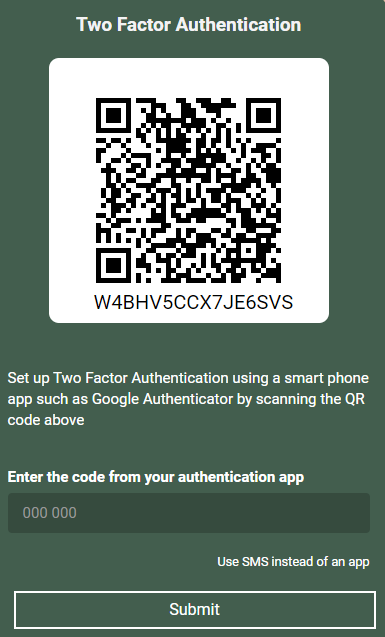 Two Factor Authentication
W4BHV5CCX7JE6SVS
Set up Two Factor Authentication using a smart phone
app such as Google Authenticator by scanning the QR
code above
Enter the code from your authentication app
000 000
Use SMS instead of an app
Submit